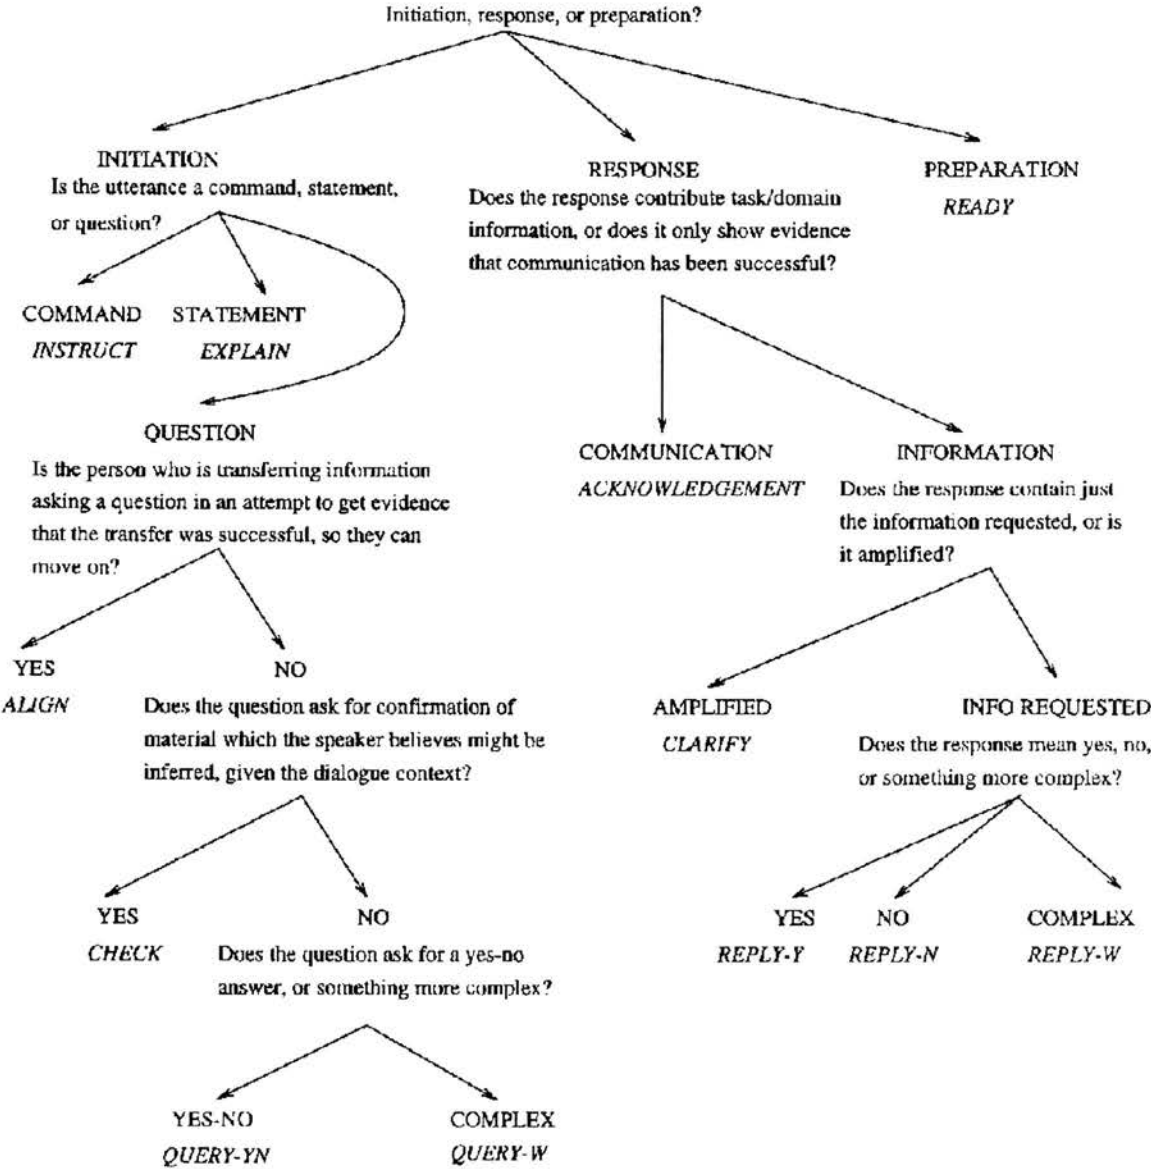 Initiation, response, or preparation?
INITIATION
Is the utterance a command, statement,
or question?
COMMAND
INSTRUCT
STATEMENT
EXPLAIN
QUESTION
Is the person who is transferring information
asking a question in an attempt to get evidence
that the transfer was successful, so they can
move on?
YES
ALIGN
NO
Does the question ask for confirmation of
material which the speaker believes might be
inferred, given the dialogue context?
YES
CHECK
NO
Does the question ask for a yes-no
answer, or something more complex?
YES-NO
QUERY-YN
COMPLEX
QUERY-W
RESPONSE
Does the response contribute task/domain
information, or does it only show evidence
that communication has been successful?
COMMUNICATION
ACKNOWLEDGEMENT
INFORMATION
Does the response contain just
the information requested, or is
it amplified?
AMPLIFIED
CLARIFY
INFO REQUESTED
Does the response mean yes, no,
or something more complex?
YES
REPLY-Y
NO
REPLY-N
COMPLEX
REPLY-W
PREPARATION
READY